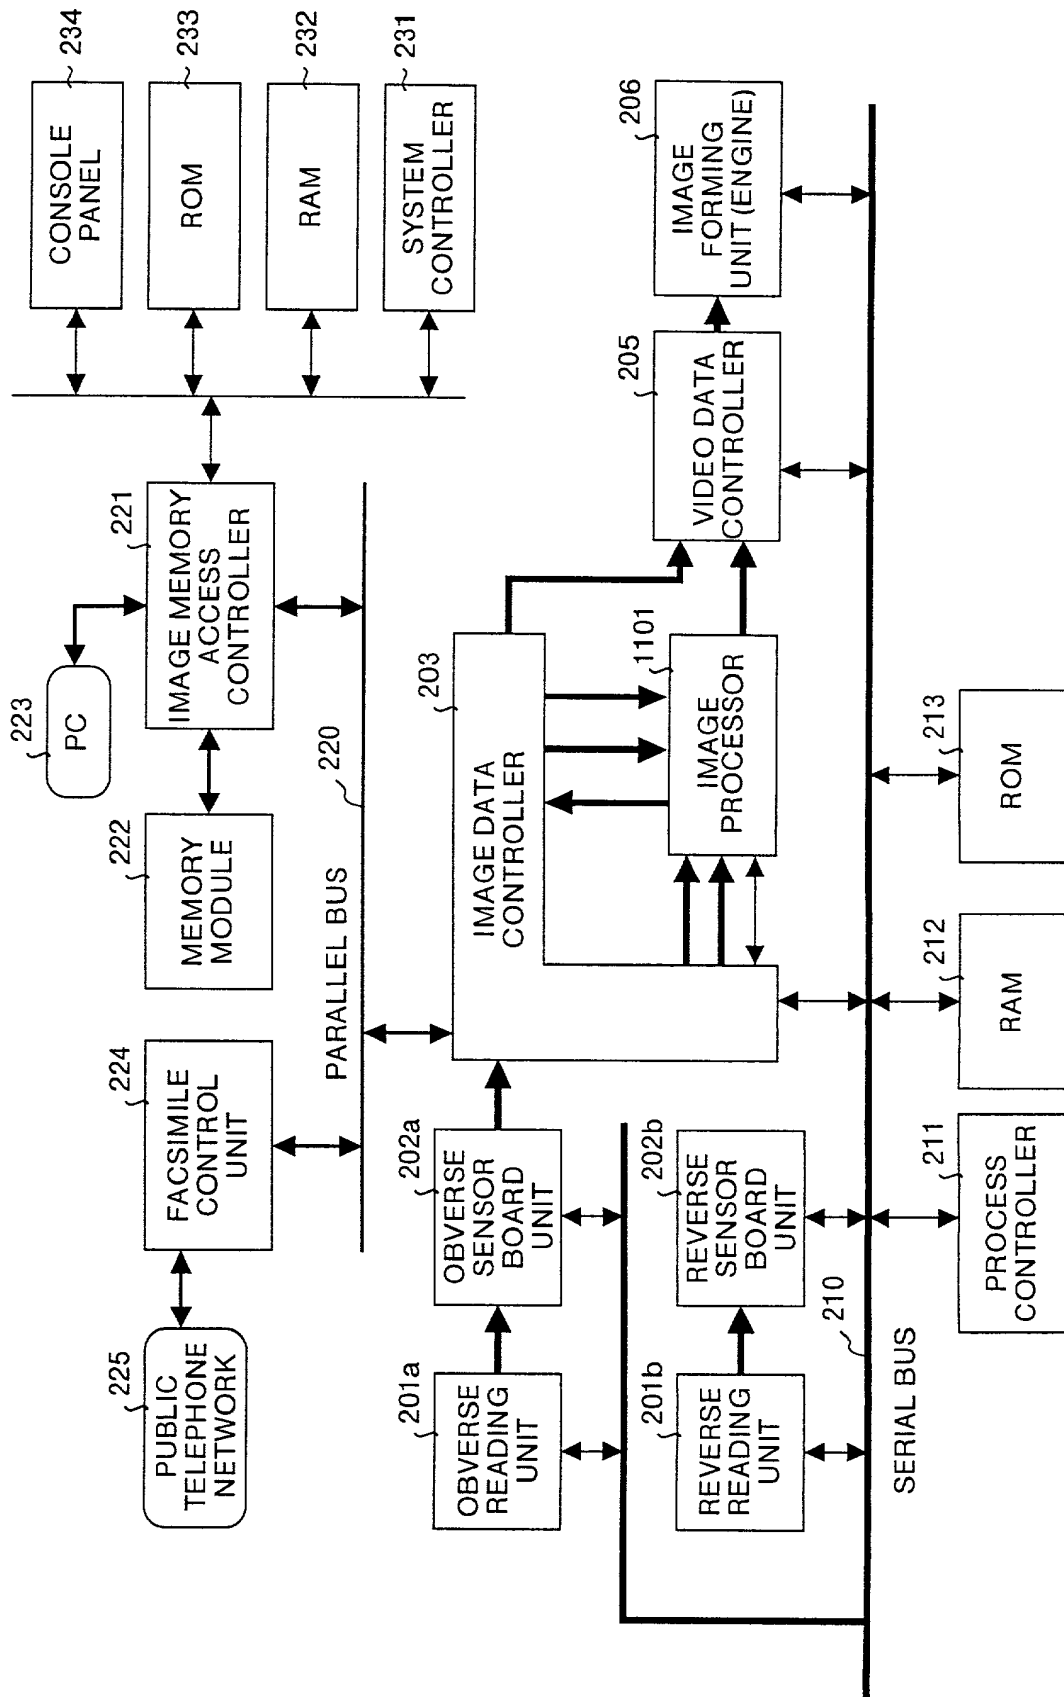 PUBLIC
TELEPHONE
NETWORK
225
FACSIMILE
CONTROL
UNIT
224
MEMORY
MODULE
222
PC
223
IMAGE MEMORY
ACCESS
CONTROLLER
221
CONSOLE
PANEL
234
ROM
233
RAM
232
SYSTEM
CONTROLLER
231
PARALLEL BUS
220
OBVERSE
READING
UNIT
201a
OBVERSE
SENSOR
BOARD
UNIT
202a
IMAGE DATA
CONTROLLER
203
REVERSE
READING
UNIT
201b
REVERSE
SENSOR
BOARD
UNIT
202b
IMAGE
PROCESSOR
1101
VIDEO DATA
CONTROLLER
205
IMAGE
FORMING
UNIT (ENGINE)
206
SERIAL BUS
210
PROCESS
CONTROLLER
211
RAM
212
ROM
213